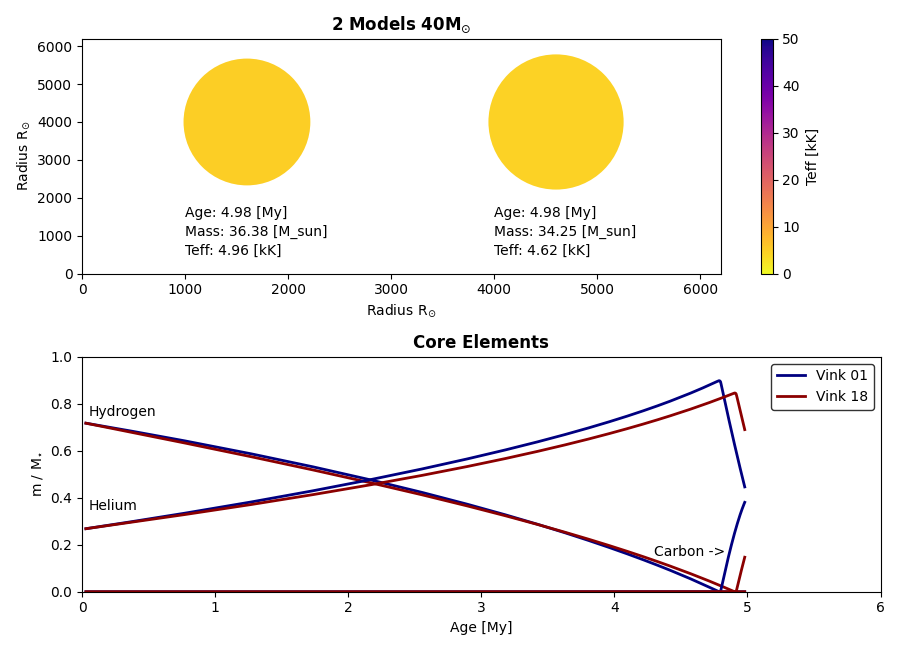 2 Models 40M⊙
6000
5000
4000
3000
2000
1000
0
Radius R⊙
Age: 4.98 [My]
Mass: 36.38 [M_sun]
Teff: 4.96 [kK]
Age: 4.98 [My]
Mass: 34.25 [M_sun]
Teff: 4.62 [kK]
0 1000 2000 3000 4000 5000 6000
Radius R⊙
50
40
30
20
10
0
Teff [kK]
Core Elements
1.0
0.8
0.6
0.4
0.2
0.0
m / M⋆
Hydrogen
Helium
Carbon ->
Vink 01
Vink 18
0 1 2 3 4 5 6
Age [My]